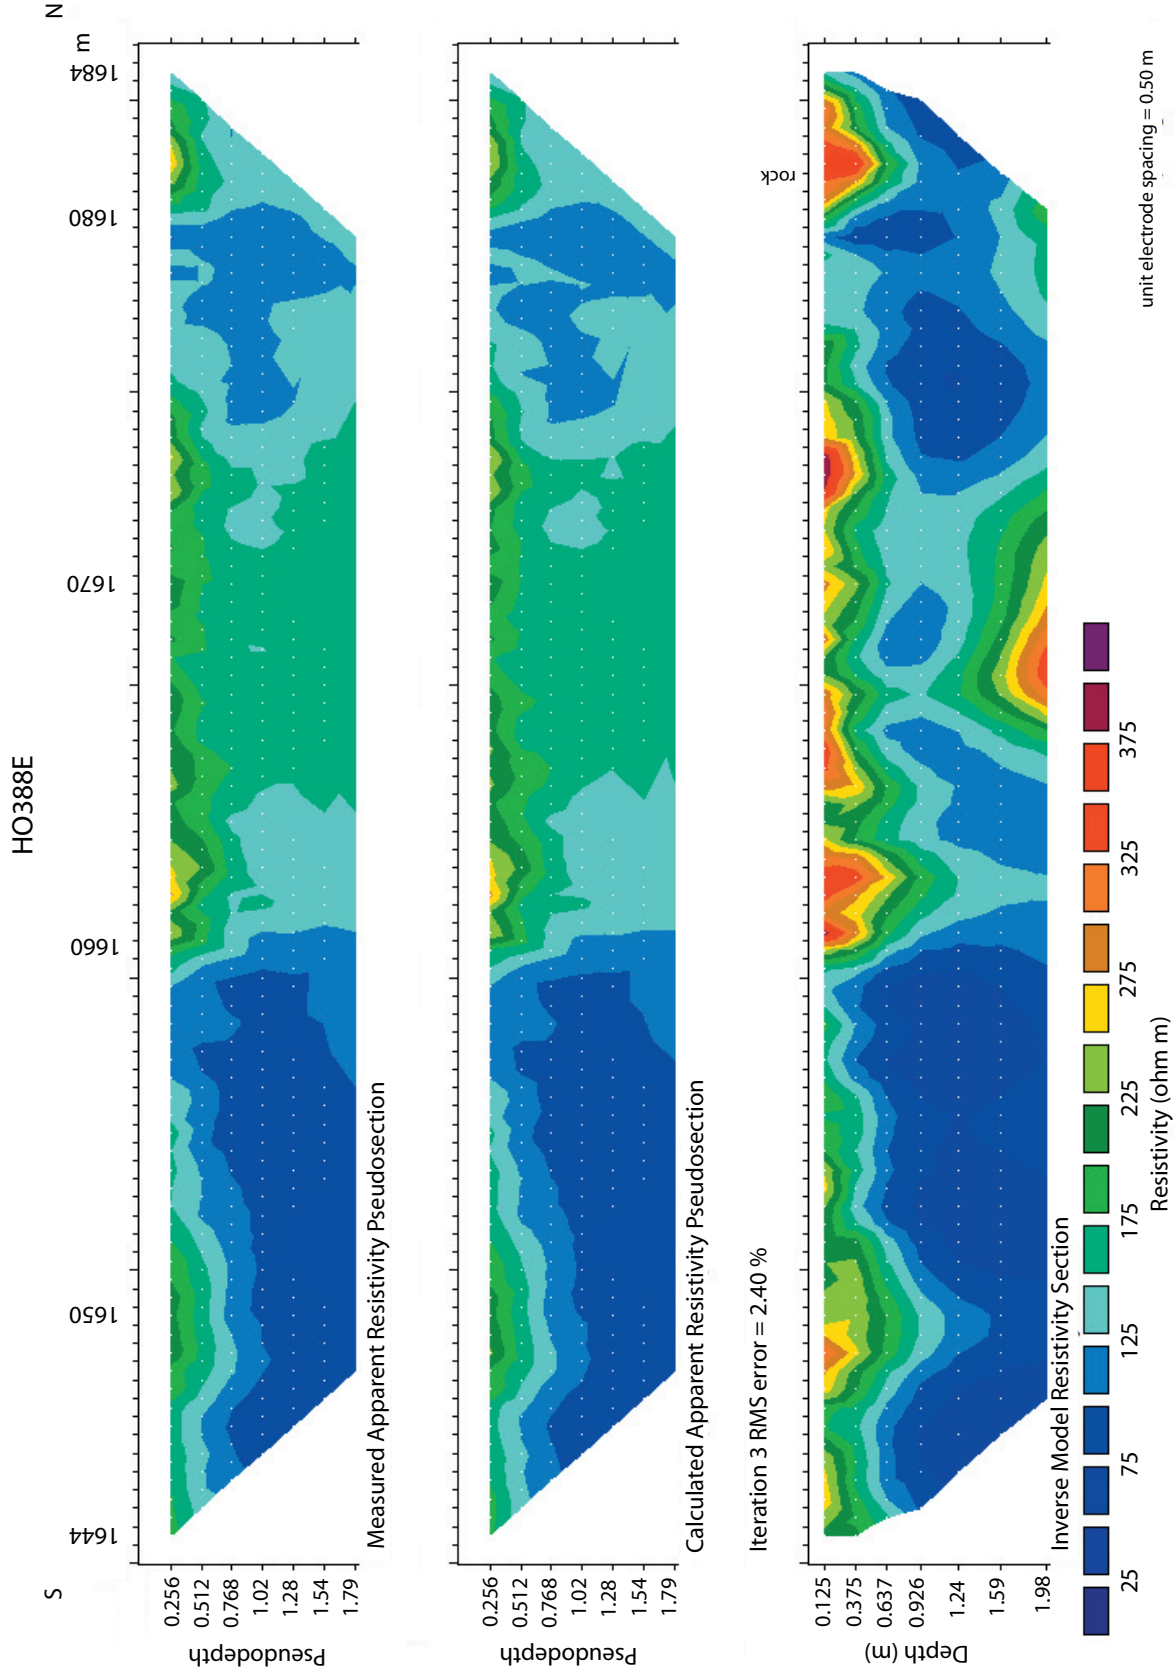 HO388E
S
N
1644
1650
1660
1670
1680
1684
m
Pseudodepth
0.256
0.512
0.768
1.02
1.28
1.54
1.79
Measured Apparent Resistivity Pseudosection
Pseudodepth
0.256
0.512
0.768
1.02
1.28
1.54
1.79
Calculated Apparent Resistivity Pseudosection
Iteration 3 RMS error = 2.40 %
rock
Depth (m)
0.125
0.375
0.637
0.926
1.24
1.59
1.98
Inverse Model Resistivity Section
25
75
125
175
225
275
325
375
Resistivity (ohm m)
unit electrode spacing = 0.50 m